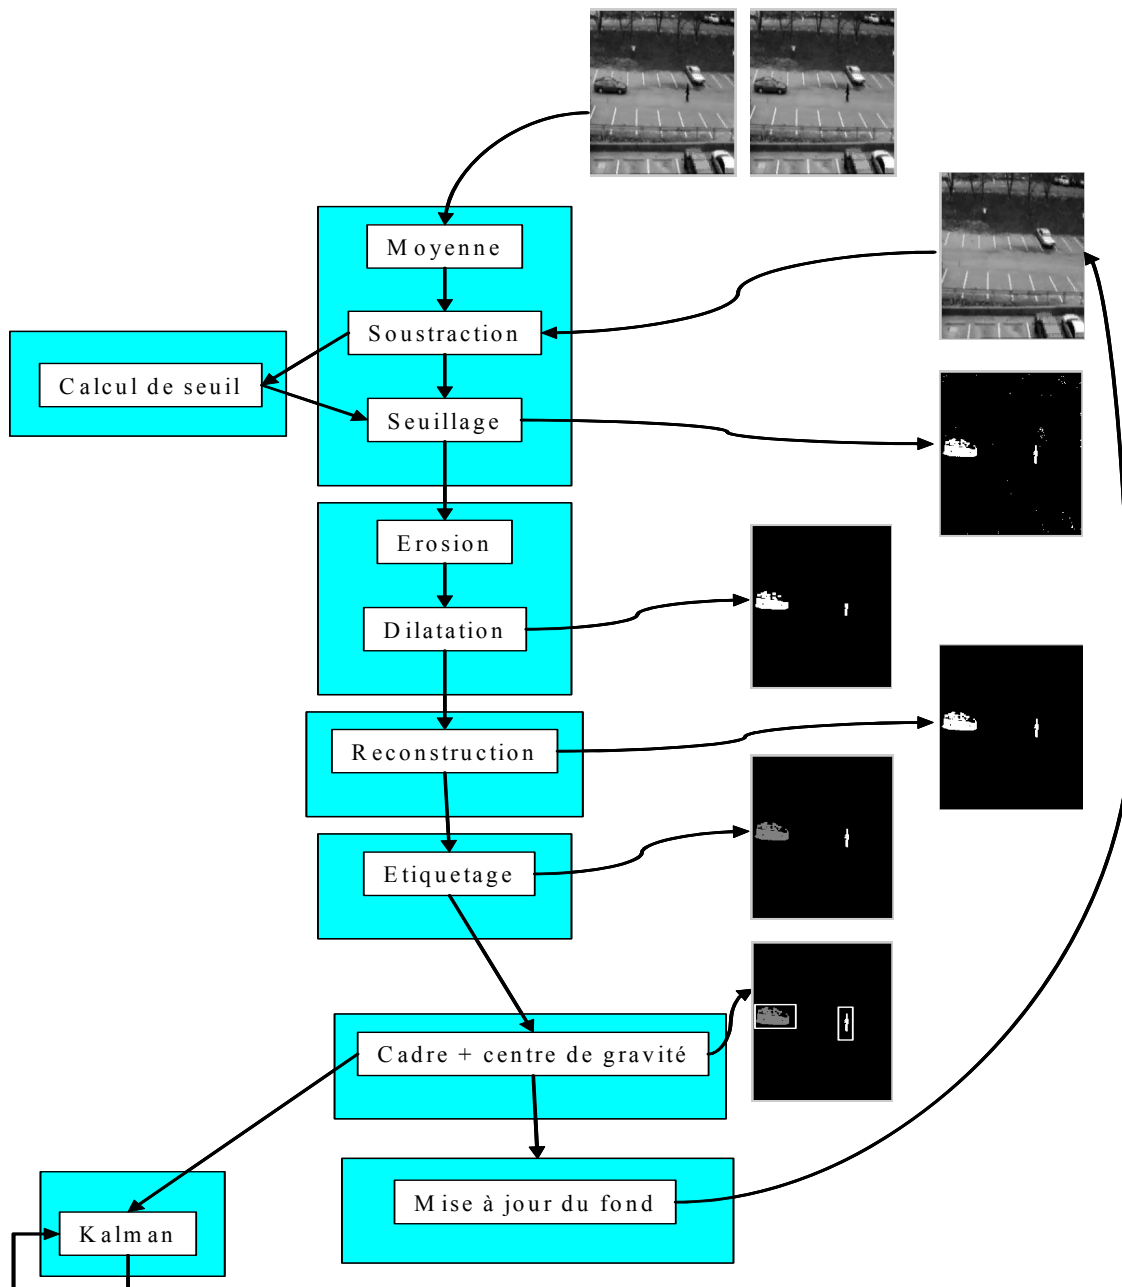 Moyenne
Soustraction
Calcul de seuil
Seuillage
Erosion
Dilatation
Reconstruction
Etiquetage
Cadre + centre de gravité
Mise à jour du fond
Kalman